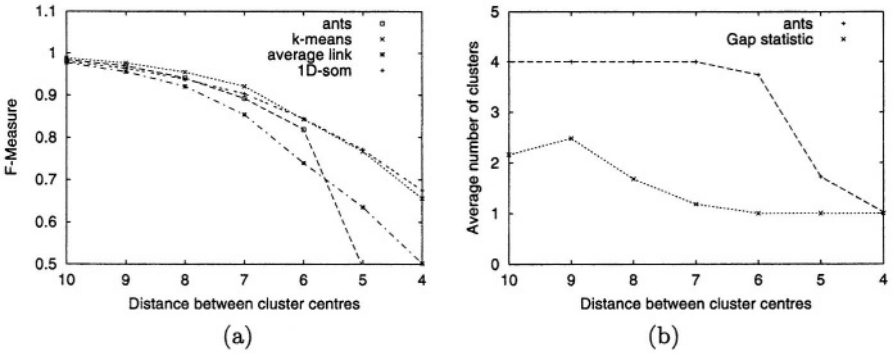 ants
k-means
average link
1D-som
F-Measure
1
0.9
0.8
0.7
0.6
0.5
10 9 8 7 6 5 4
Distance between cluster centres
(a)
ants
Gap statistic
Average number of clusters
5
4
3
2
1
0
10 9 8 7 6 5 4
Distance between cluster centres
(b)